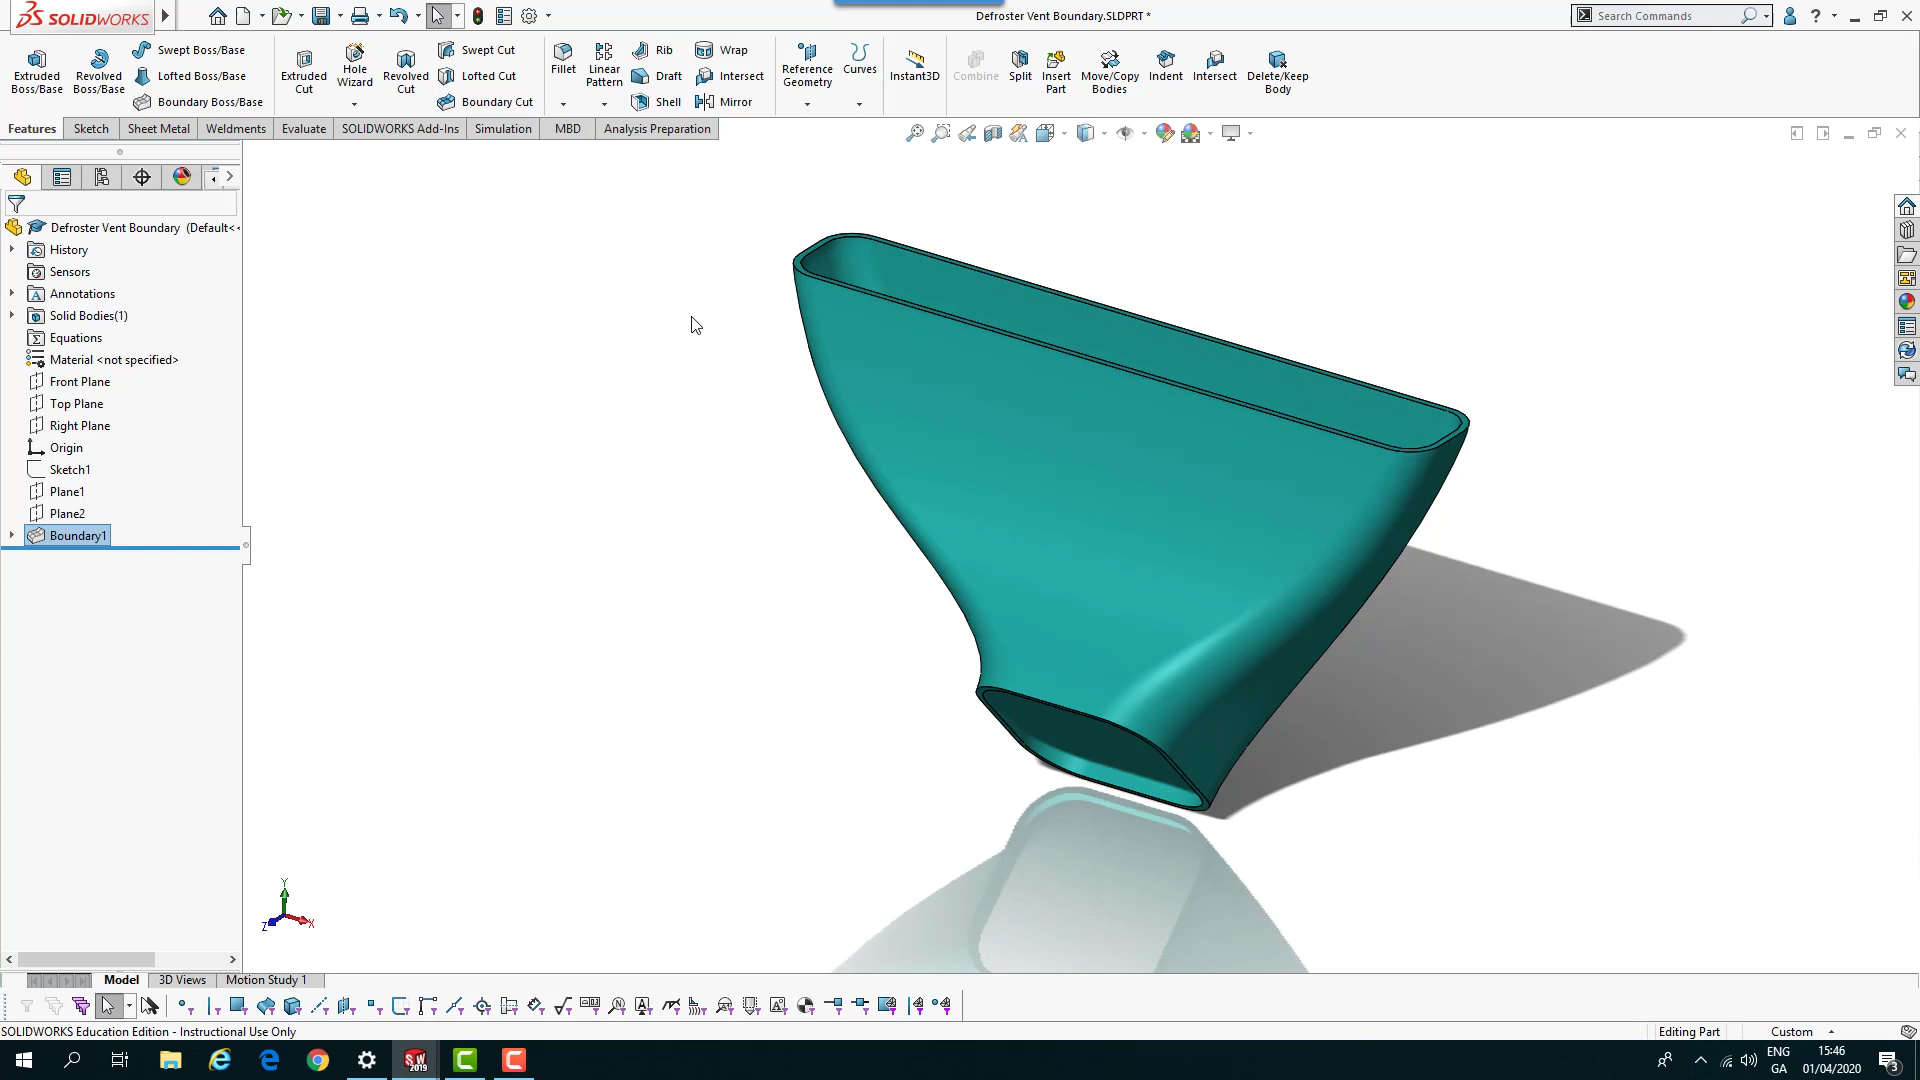 SOLIDWORKS
Defroster Vent Boundary.SLDPRT *
Search Commands
Extruded Boss/Base
Revolved Boss/Base
Swept Boss/Base
Lofted Boss/Base
Boundary Boss/Base
Extruded Cut
Hole Wizard
Revolved Cut
Swept Cut
Lofted Cut
Boundary Cut
Fillet
Linear Pattern
Rib
Draft
Shell
Wrap
Intersect
Mirror
Reference Geometry
Curves
Instant3D
Combine
Split
Insert Part
Move/Copy Bodies
Indent
Intersect
Delete/Keep Body
Features
Sketch
Sheet Metal
Weldments
Evaluate
SOLIDWORKS Add-Ins
Simulation
MBD
Analysis Preparation
Defroster Vent Boundary (Default<<
History
Sensors
Annotations
Solid Bodies(1)
Equations
Material <not specified>
Front Plane
Top Plane
Right Plane
Origin
Sketch1
Plane1
Plane2
Boundary1
Y
Z
X
Model
3D Views
Motion Study 1
SOLIDWORKS Education Edition - Instructional Use Only
Editing Part
Custom
SW 2019
ENG
GA
15:46
01/04/2020
3